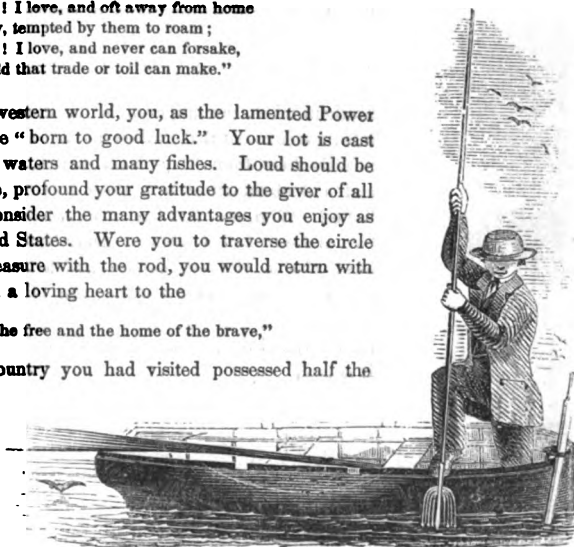 ! I love, and oft away from home
, tempted by them to roam;
! I love, and never can forsake,
d that trade or toil can make."
western world, you, as the lamented Power
e "born to good luck." Your lot is cast
waters and many fishes. Loud should be
, profound your gratitude to the giver of all
onsider the many advantages you enjoy as
d States. Were you to traverse the circle
easure with the rod, you would return with
a loving heart to the
he free and the home of the brave,"
ountry you had visited possessed half the